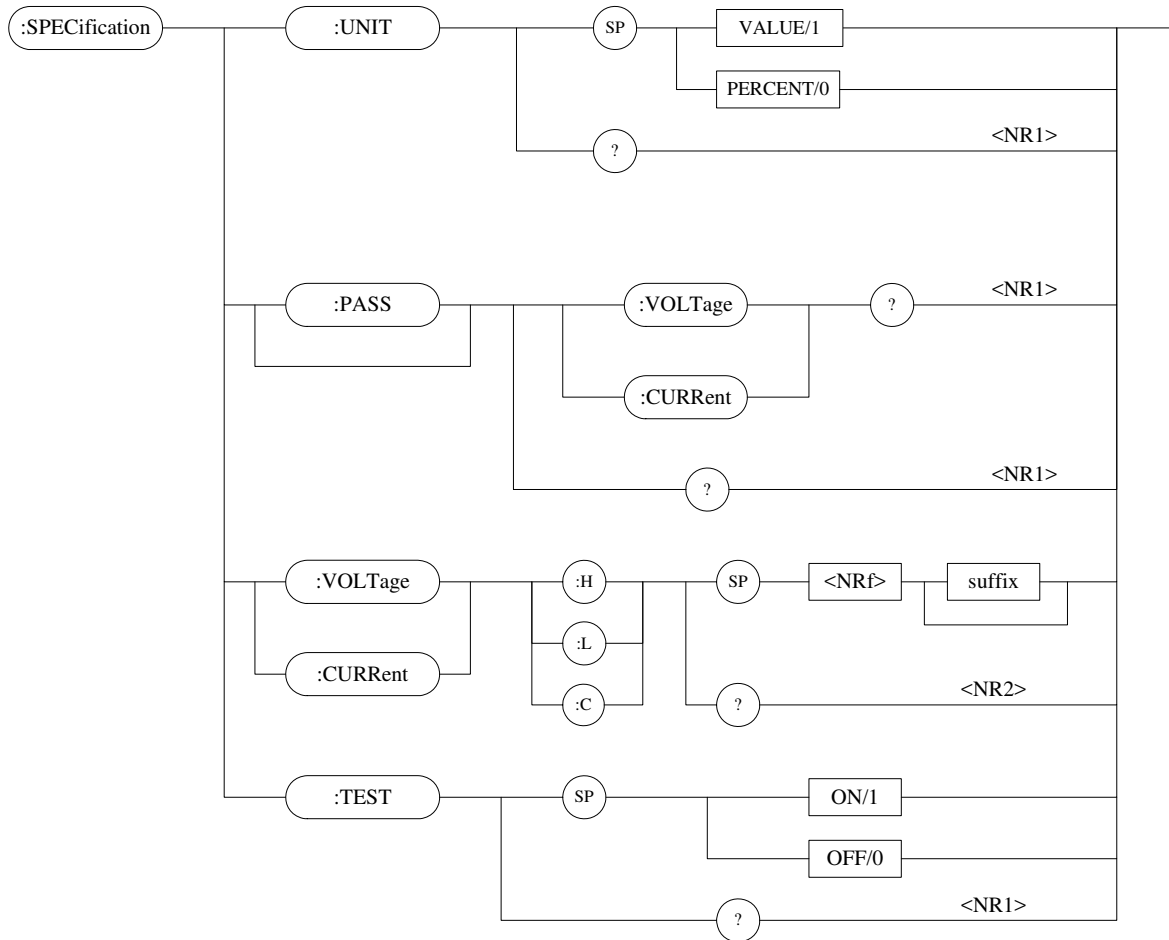 :SPECification :UNIT SP VALUE/1
PERCENT/0
? <NR1>
:PASS :VOLTage ? <NR1>
:CURRent
? <NR1>
:VOLTage :H SP <NRf> suffix
:L
:CURRent
:C ? <NR2>
:TEST SP ON/1
OFF/0
? <NR1>